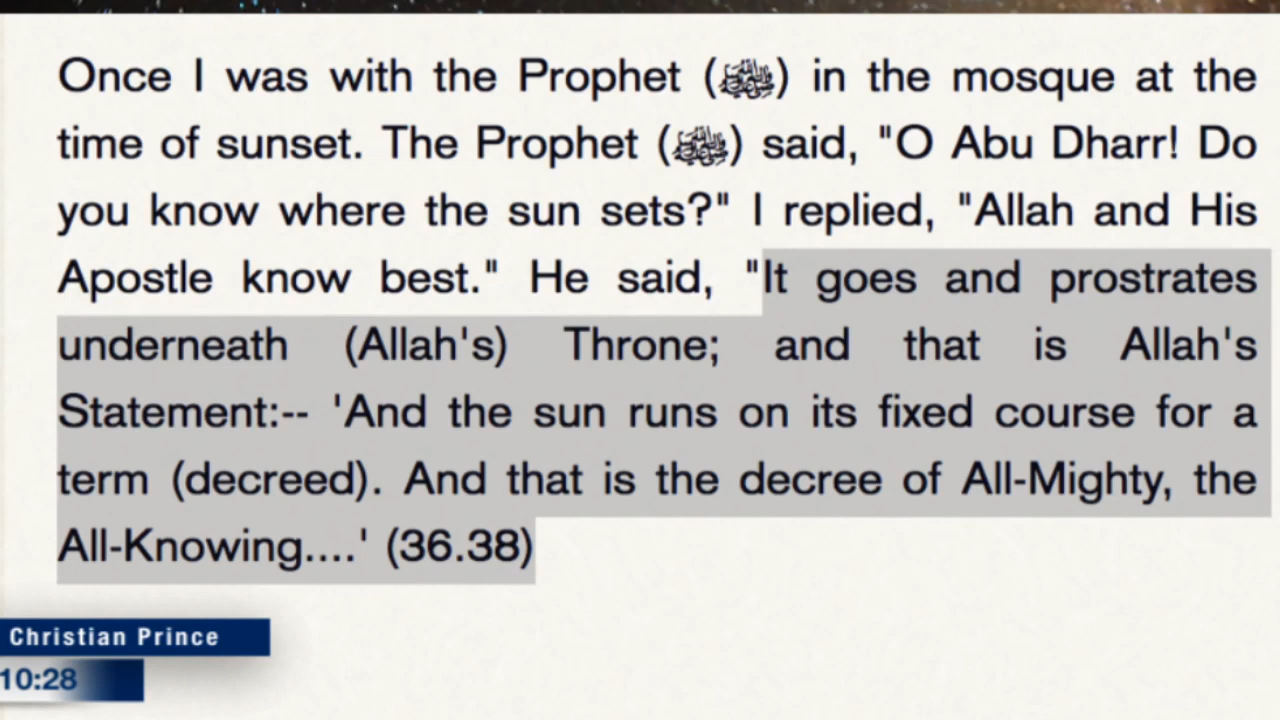 Once I was with the Prophet (ﷺ) in the mosque at the
time of sunset. The Prophet (ﷺ) said, "O Abu Dharr! Do
you know where the sun sets?" I replied, "Allah and His
Apostle know best." He said, "It goes and prostrates
underneath (Allah's) Throne; and that is Allah's
Statement:-- 'And the sun runs on its fixed course for a
term (decreed). And that is the decree of All-Mighty, the
All-Knowing....' (36.38)
Christian Prince
10:28